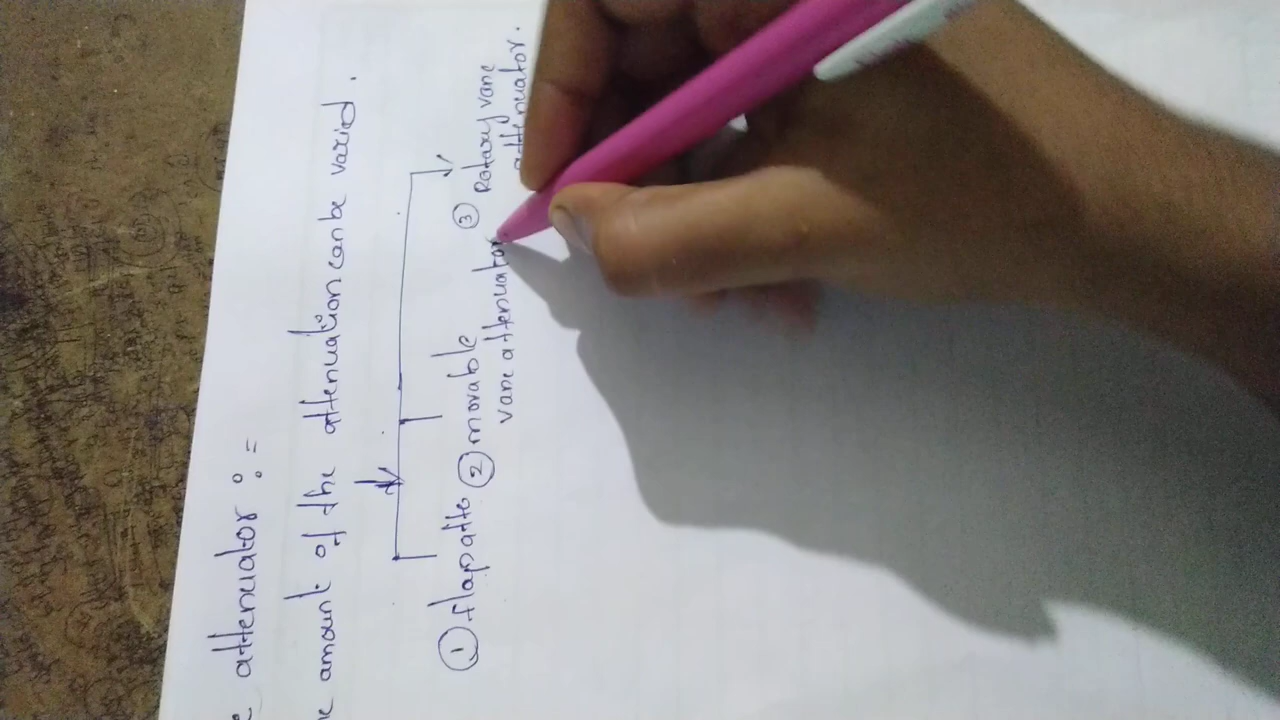 attenuator :=
amount of the attenuation can be varied.
① flap atte ② movable ③ Rotary vane
vane attenuator attenuator.